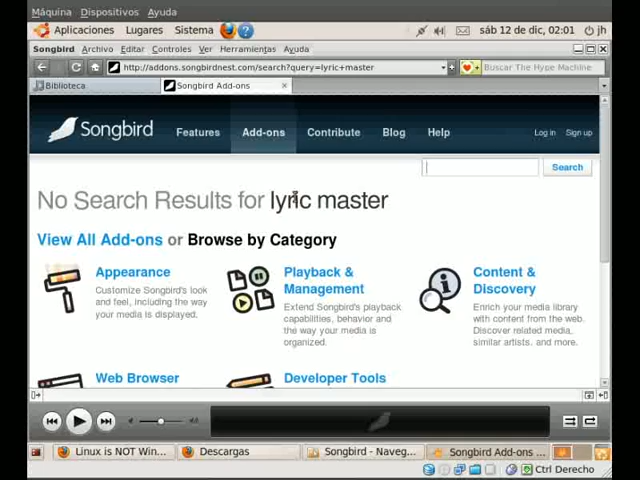 Máquina Dispositivos Ayuda
Aplicaciones Lugares Sistema sáb 12 de dic, 02:01 jh
Songbird Archivo Editar Controles Ver Herramientas Ayuda
http://addons.songbirdnest.com/search?query=lyric+master Buscar The Hype Machine
Biblioteca Songbird Add-ons
Songbird Features Add-ons Contribute Blog Help Log in Sign up
Search
No Search Results for lyric master
View All Add-ons or Browse by Category
Appearance
Customize Songbird's look
and feel, including the way
your media is displayed.
Playback &
Management
Extend Songbird's playback
capabilities, behavior and
the way your media is
organized.
Content &
Discovery
Enrich your media library
with content from the web.
Discover related media,
similar artists, and more.
Web Browser
Developer Tools
Linux is NOT Win... Descargas Songbird - Naveg... Songbird Add-ons ...
Ctrl Derecho